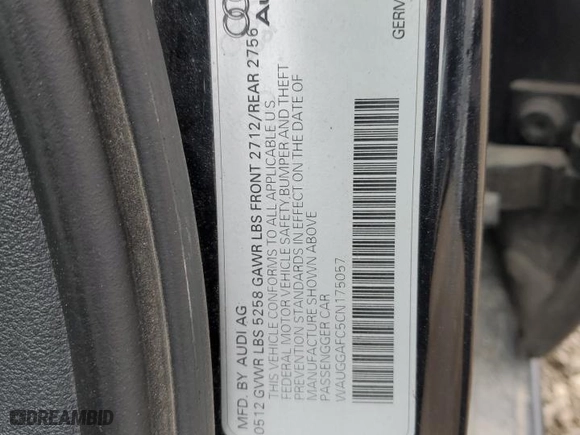 Au
GERM
MFD. BY AUDI AG
0512 GVWR LBS 5258 GAWR LBS FRONT 2712/REAR 2756
THIS VEHICLE CONFORMS TO ALL APPLICABLE U.S.
FEDERAL MOTOR VEHICLE SAFETY BUMPER AND THEFT
PREVENTION STANDARDS IN EFFECT ON THE DATE OF
MANUFACTURE SHOWN ABOVE
PASSENGGER CAR
WAUGGAFC5CN175057
DREAMBID